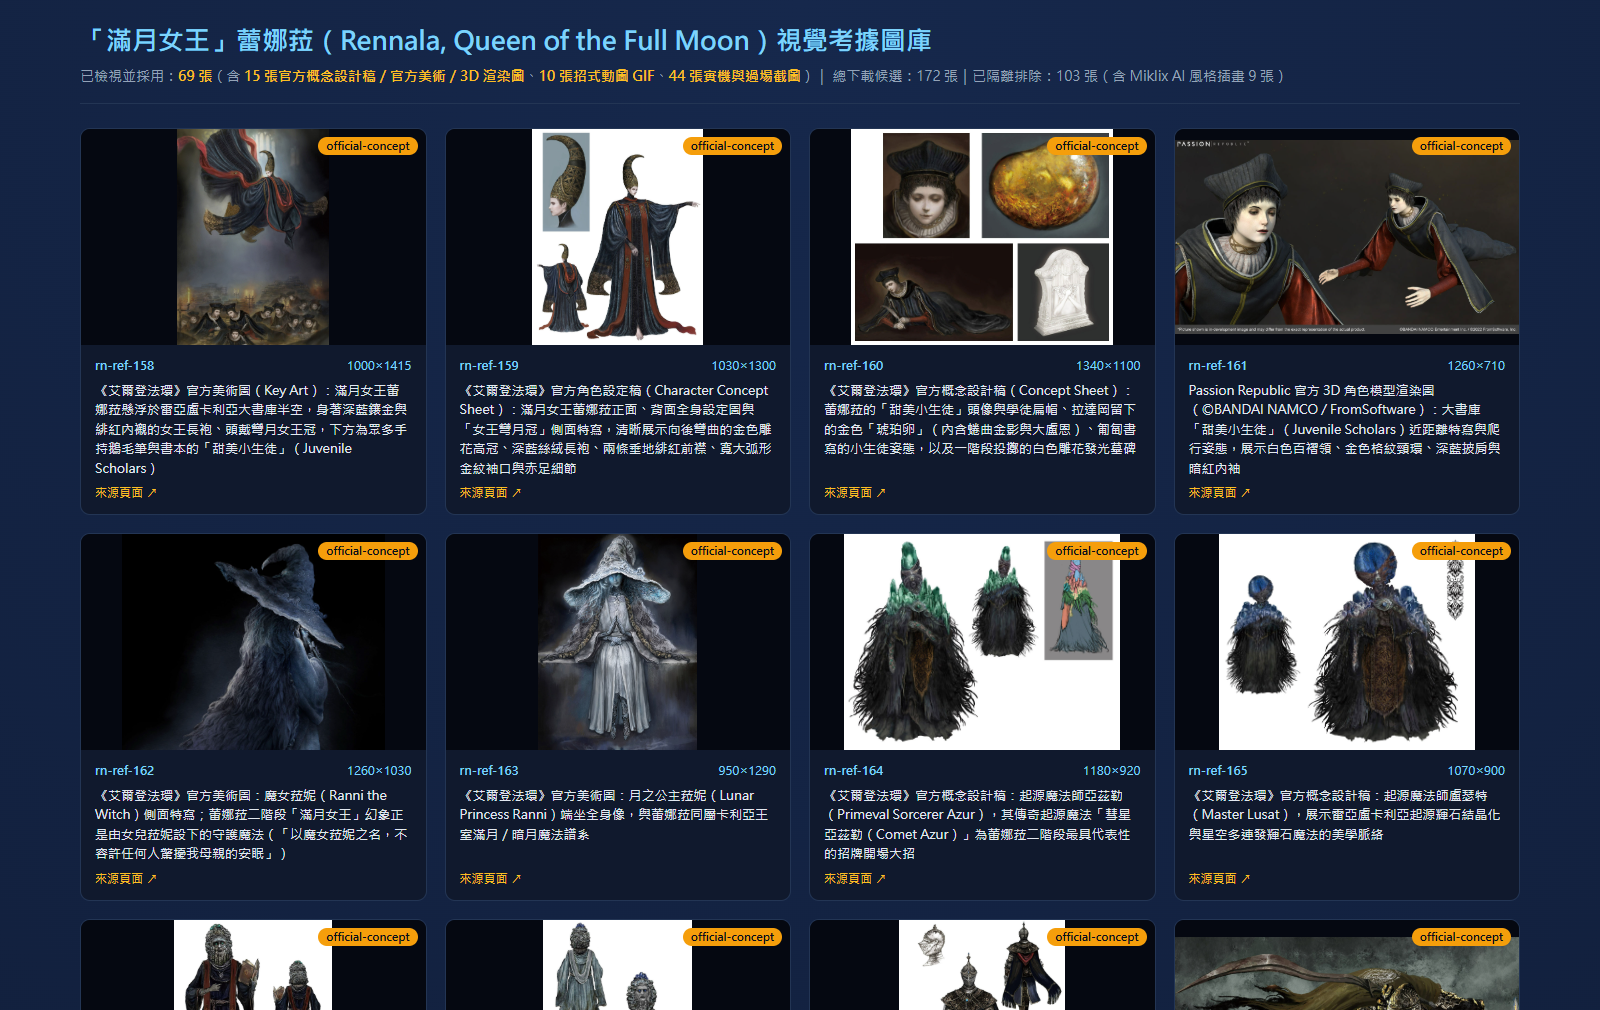 「滿月女王」蕾娜菈（Rennala, Queen of the Full Moon）視覺考據圖庫
已檢視並採用：69 張（含 15 張官方概念設計稿 / 官方美術 / 3D 渲染圖、10 張招式動圖 GIF、44 張實機與過場截圖）｜ 總下載候選：172 張｜已隔離排除：103 張（含 Miklix AI 風格插畫 9 張）
official-concept
rn-ref-158 1000×1415
《艾爾登法環》官方美術圖（Key Art）：滿月女王蕾
娜菈懸浮於雷亞盧卡利亞大書庫半空，身著深藍鑲金與
緋紅內襯的女王長袍、頭戴彎月女王冠，下方為眾多手
持鵝毛筆與書本的「甜美小生徒」（Juvenile
Scholars）
來源頁面 ↗
official-concept
rn-ref-159 1030×1300
《艾爾登法環》官方角色設定稿（Character Concept
Sheet）：滿月女王蕾娜菈正面、背面全身設定圖與
「女王彎月冠」側面特寫，清晰展示向後彎曲的金色雕
花高冠、深藍絲絨長袍、兩條垂地緋紅前襟、寬大弧形
金紋袖口與赤足細節
來源頁面 ↗
official-concept
rn-ref-160 1340×1100
《艾爾登法環》官方概念設計稿（Concept Sheet）：
蕾娜菈的「甜美小生徒」頭像與學徒扁帽、拉達岡留下
的金色「琥珀卵」（內含蜷曲金影與大盧恩）、匍匐書
寫的小生徒姿態，以及一階段投擲的白色雕花發光墓碑
來源頁面 ↗
PASSION REPUBLIC
official-concept
rn-ref-161 1260×710
Passion Republic 官方 3D 角色模型渲染圖
（©BANDAI NAMCO / FromSoftware）：大書庫
「甜美小生徒」（Juvenile Scholars）近距離特寫與爬
行姿態，展示白色百褶領、金色格紋頸環、深藍披肩與
暗紅內袖
來源頁面 ↗
official-concept
rn-ref-162 1260×1030
《艾爾登法環》官方美術圖：魔女菈妮（Ranni the
Witch）側面特寫；蕾娜菈二階段「滿月女王」幻象正
是由女兒菈妮設下的守護魔法（「以魔女菈妮之名，不
容許任何人驚擾我母親的安眠」）
來源頁面 ↗
official-concept
rn-ref-163 950×1290
《艾爾登法環》官方美術圖：月之公主菈妮（Lunar
Princess Ranni）端坐全身像，與蕾娜菈同屬卡利亞王
室滿月 / 暗月魔法譜系
來源頁面 ↗
official-concept
rn-ref-164 1180×920
《艾爾登法環》官方概念設計稿：起源魔法師亞茲勒
（Primeval Sorcerer Azur），其傳奇起源魔法「彗星
亞茲勒（Comet Azur）」為蕾娜菈二階段最具代表性
的招牌開場大招
來源頁面 ↗
official-concept
rn-ref-165 1070×900
《艾爾登法環》官方概念設計稿：起源魔法師盧瑟特
（Master Lusat），展示雷亞盧卡利亞起源輝石結晶化
與星空多連發輝石魔法的美學脈絡
來源頁面 ↗
official-concept
official-concept
official-concept
official-concept